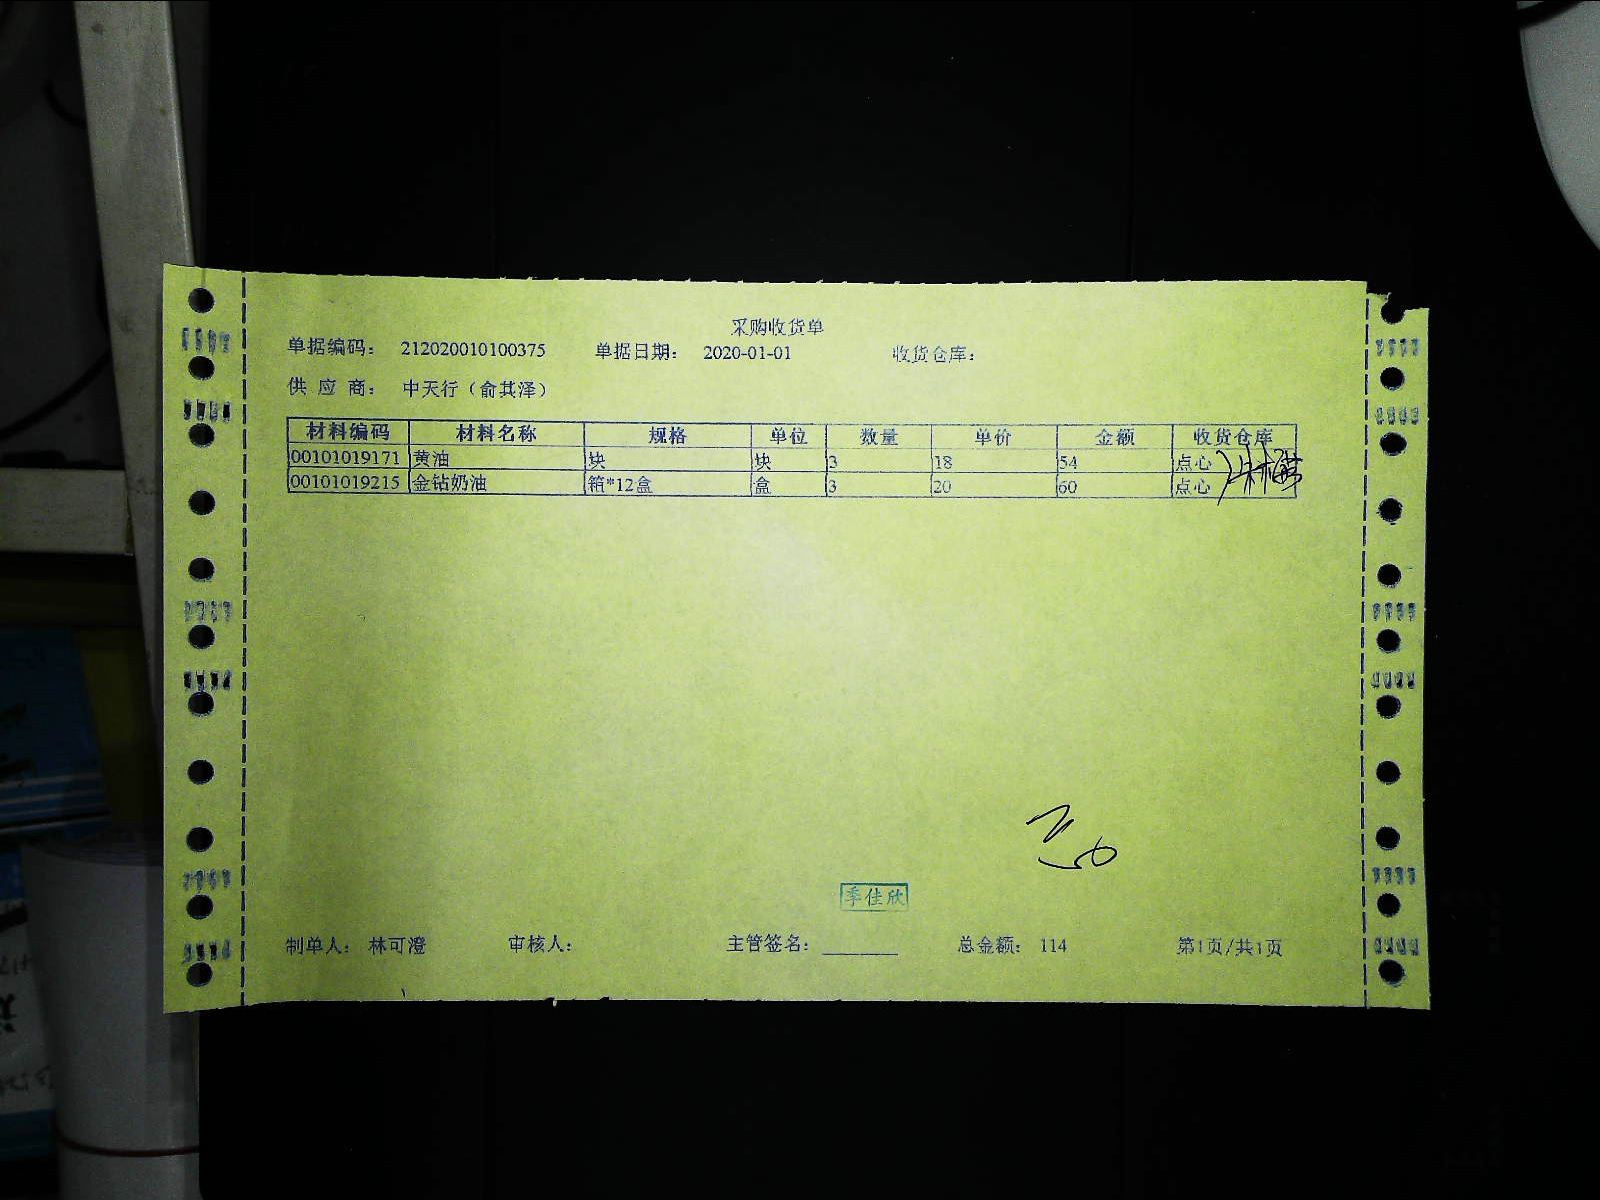 采购收货单
单据编码： 212020010100375 单据日期： 2020-01-01 收货仓库：
供 应 商： 中天行（俞其泽）
材料编码 材料名称 规格 单位 数量 单价 金额 收货仓库
00101019171 黄油 块 块 3 18 54 点心
00101019215 金钻奶油 箱*12盒 盒 3 20 60 点心
季佳欣
制单人： 林可澄 审核人： 主管签名： 总金额： 114 第1页/共1页